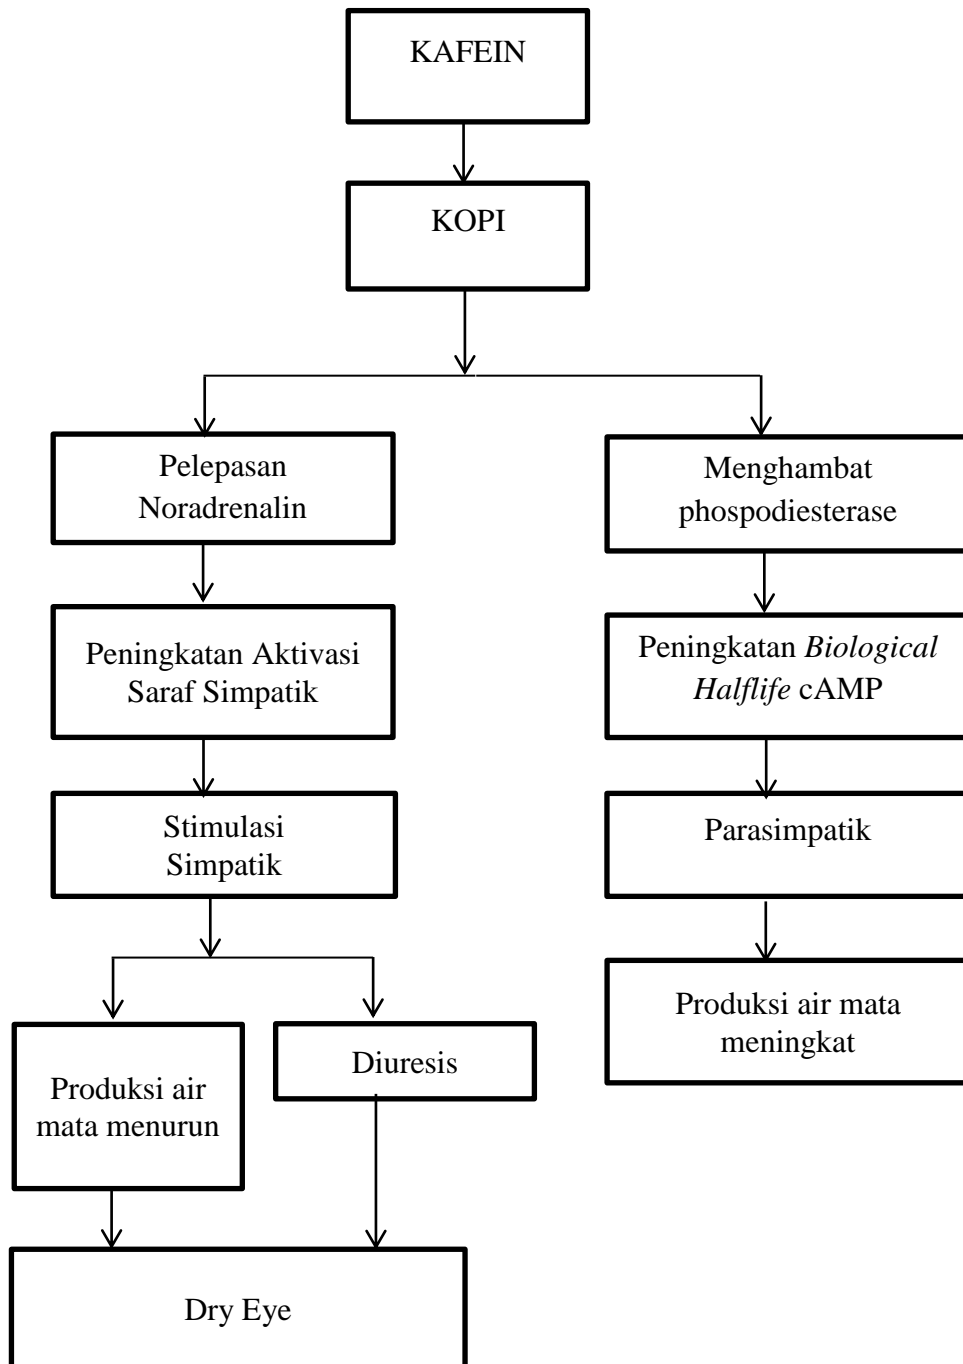 KAFEIN
KOPI
Pelepasan
Noradrenalin
Menghambat
phospodiesterase
Peningkatan Aktivasi
Saraf Simpatik
Peningkatan Biological
Halflife cAMP
Stimulasi
Simpatik
Parasimpatik
Produksi air
mata menurun
Diuresis
Produksi air mata
meningkat
Dry Eye